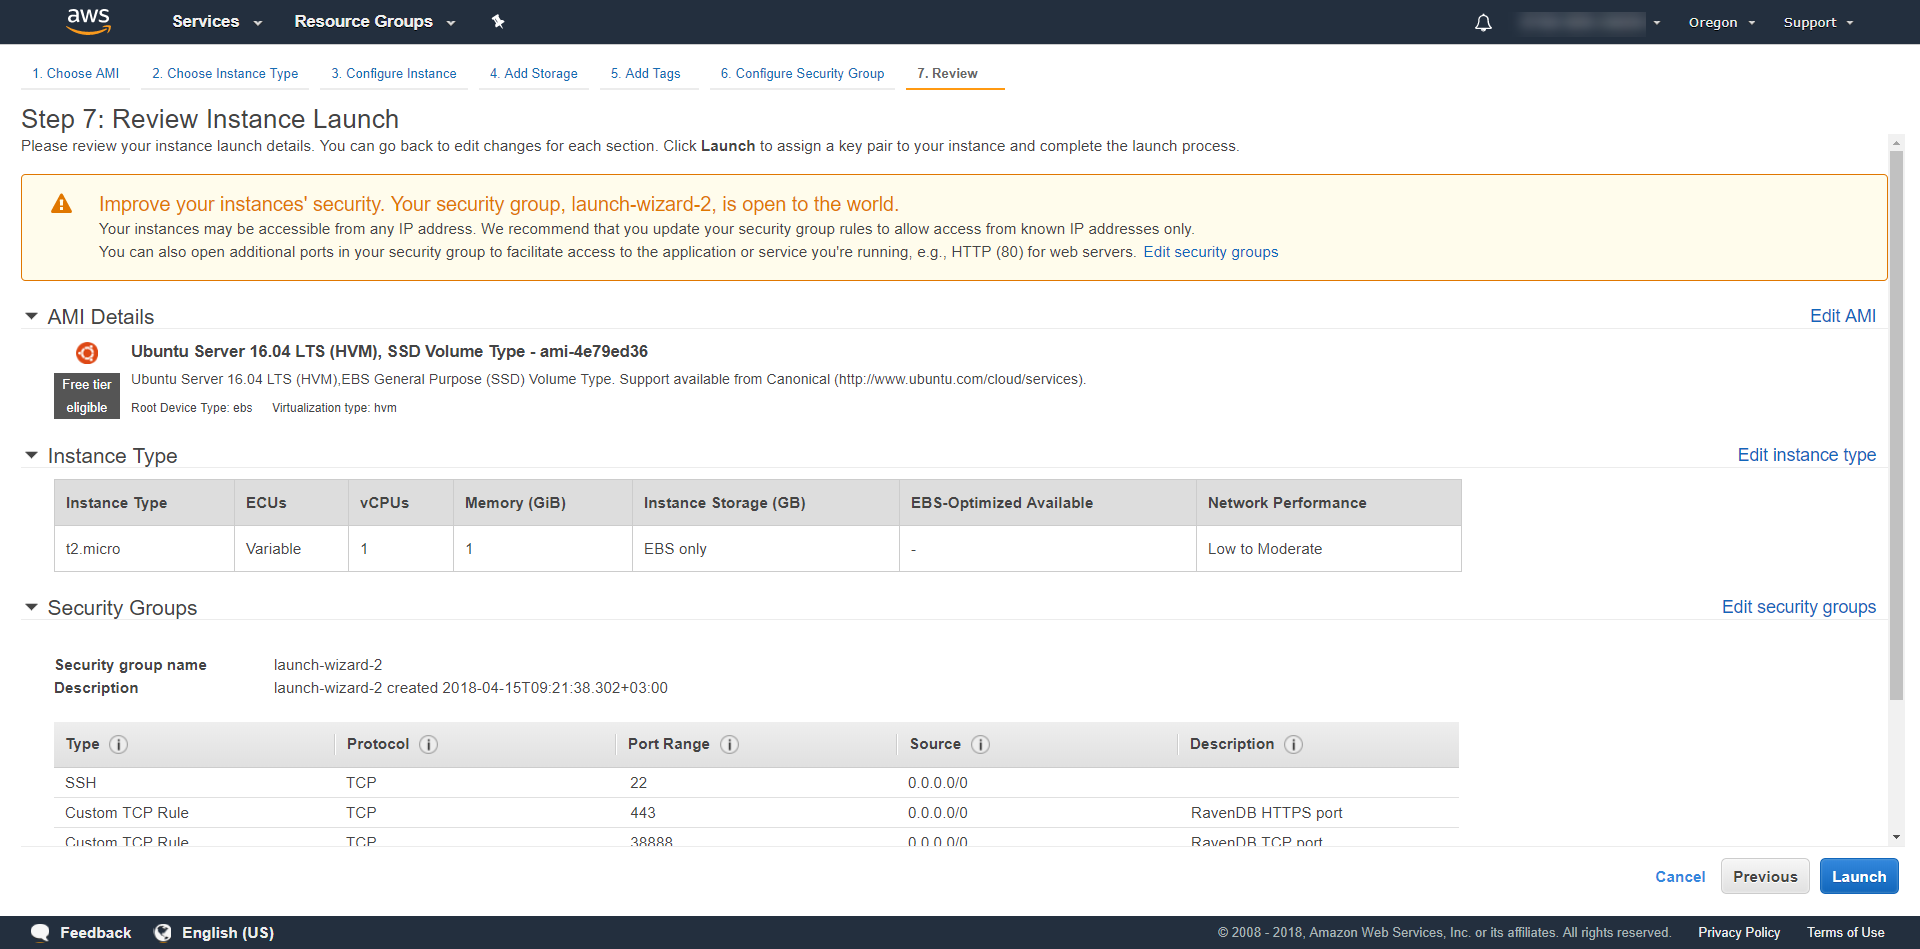 aws Services Resource Groups Oregon Support
1. Choose AMI 2. Choose Instance Type 3. Configure Instance 4. Add Storage 5. Add Tags 6. Configure Security Group 7. Review
Step 7: Review Instance Launch
Please review your instance launch details. You can go back to edit changes for each section. Click Launch to assign a key pair to your instance and complete the launch process.
Improve your instances' security. Your security group, launch-wizard-2, is open to the world.
Your instances may be accessible from any IP address. We recommend that you update your security group rules to allow access from known IP addresses only.
You can also open additional ports in your security group to facilitate access to the application or service you're running, e.g., HTTP (80) for web servers. Edit security groups
AMI Details Edit AMI
Ubuntu Server 16.04 LTS (HVM), SSD Volume Type - ami-4e79ed36
Free tier eligible
Ubuntu Server 16.04 LTS (HVM),EBS General Purpose (SSD) Volume Type. Support available from Canonical (http://www.ubuntu.com/cloud/services).
Root Device Type: ebs Virtualization type: hvm
Instance Type Edit instance type
Instance Type ECUs vCPUs Memory (GiB) Instance Storage (GB) EBS-Optimized Available Network Performance
t2.micro Variable 1 1 EBS only - Low to Moderate
Security Groups Edit security groups
Security group name launch-wizard-2
Description launch-wizard-2 created 2018-04-15T09:21:38.302+03:00
Type Protocol Port Range Source Description
SSH TCP 22 0.0.0.0/0
Custom TCP Rule TCP 443 0.0.0.0/0 RavenDB HTTPS port
Custom TCP Rule TCP 38888 0.0.0.0/0 RavenDB TCP port
Cancel Previous Launch
Feedback English (US) © 2008 - 2018, Amazon Web Services, Inc. or its affiliates. All rights reserved. Privacy Policy Terms of Use